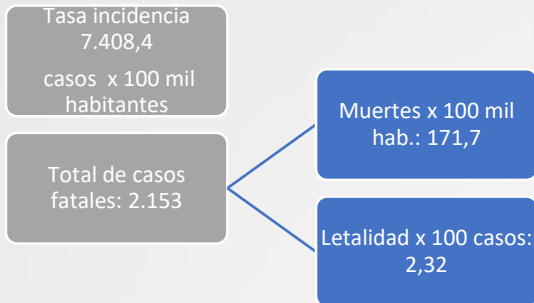 Tasa incidencia
7.408,4
casos x 100 mil
habitantes
Total de casos
fatales: 2.153
Muertes x 100 mil
hab.: 171,7
Letalidad x 100 casos:
2,32